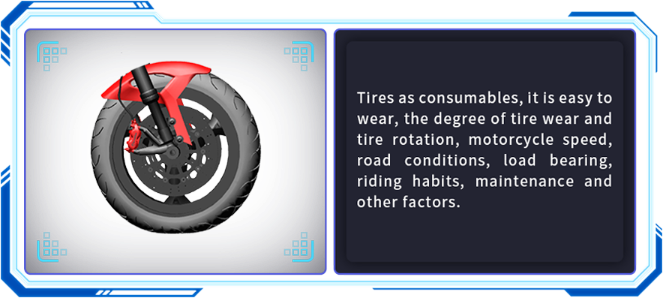 Tires as consumables, it is easy to
wear, the degree of tire wear and
tire rotation, motorcycle speed,
road conditions, load bearing,
riding habits, maintenance and
other factors.